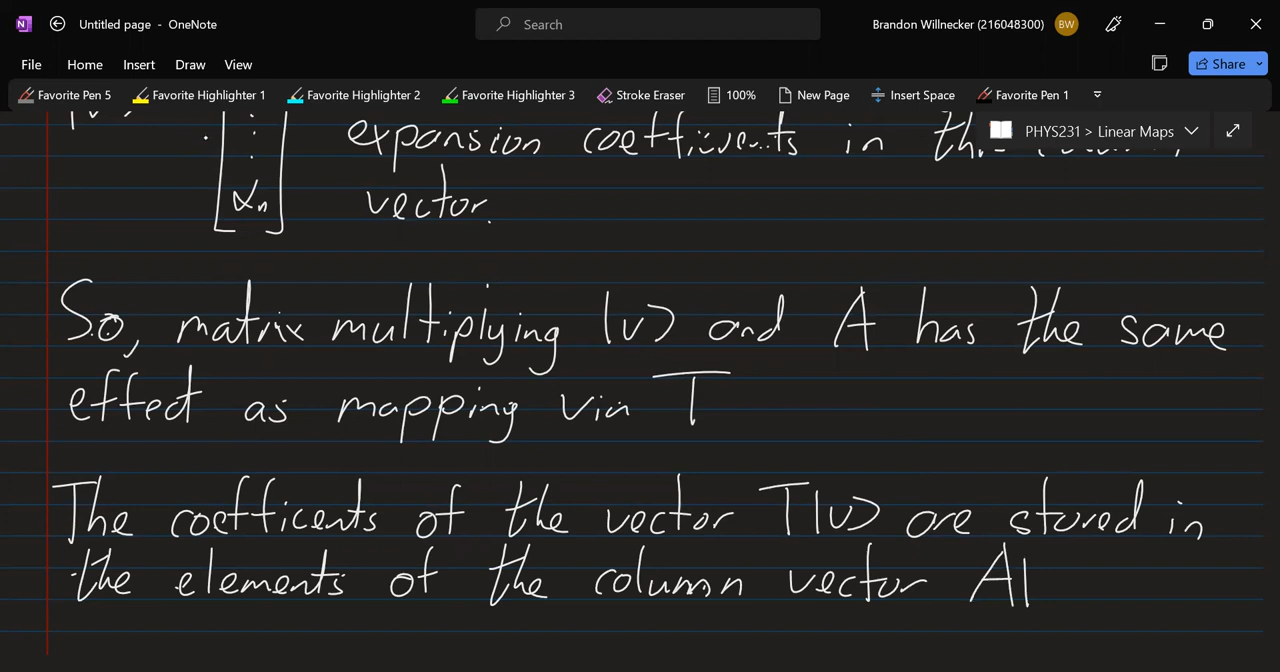 Untitled page - OneNote
Search
Brandon Willnecker (216048300)
BW
File Home Insert Draw View
Share
Favorite Pen 5 Favorite Highlighter 1 Favorite Highlighter 2 Favorite Highlighter 3 Stroke Eraser 100% New Page Insert Space Favorite Pen 1
PHYS231 > Linear Maps
expansion coefficients in this
αn vector.
So, matrix multiplying |v> and A has the same
effect as mapping via T
The coefficents of the vector T|v> are stored in
the elements of the column vector A|